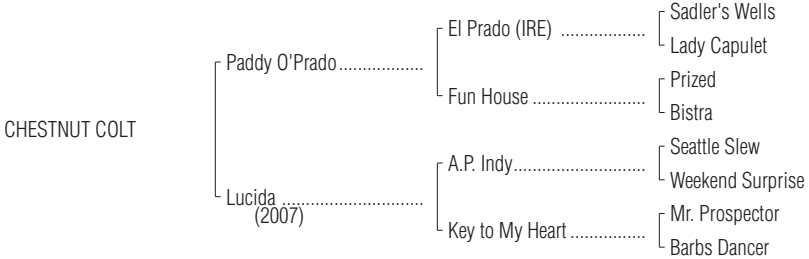 Sadler's Wells
El Prado (IRE) ..................
Lady Capulet
Paddy O'Prado..................
Prized
Fun House ........................
Bistra
CHESTNUT COLT
Seattle Slew
A.P. Indy............................
Weekend Surprise
Lucida ..............................
(2007)
Mr. Prospector
Key to My Heart ................
Barbs Dancer